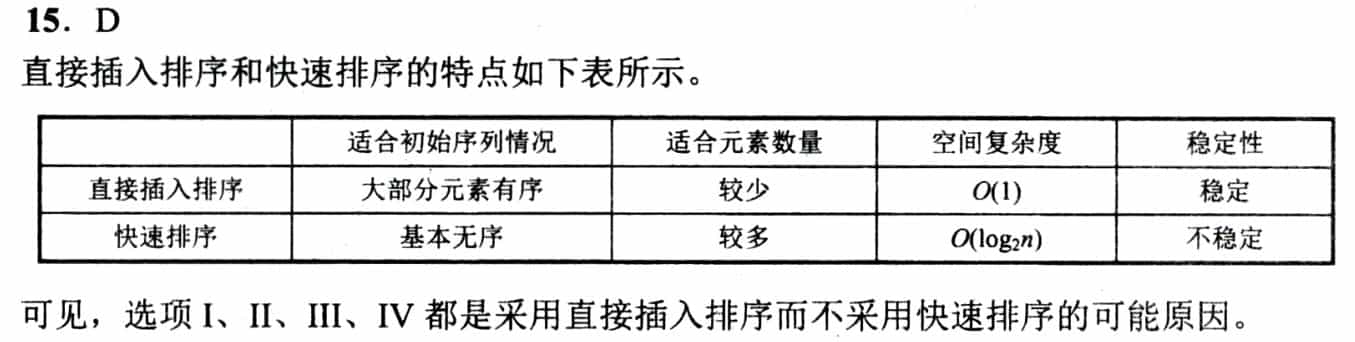 15. D
直接插入排序和快速排序的特点如下表所示。
适合初始序列情况 适合元素数量 空间复杂度 稳定性
直接插入排序 大部分元素有序 较少 O(1) 稳定
快速排序 基本无序 较多 O(log₂n) 不稳定
可见，选项 I、II、III、IV 都是采用直接插入排序而不采用快速排序的可能原因。